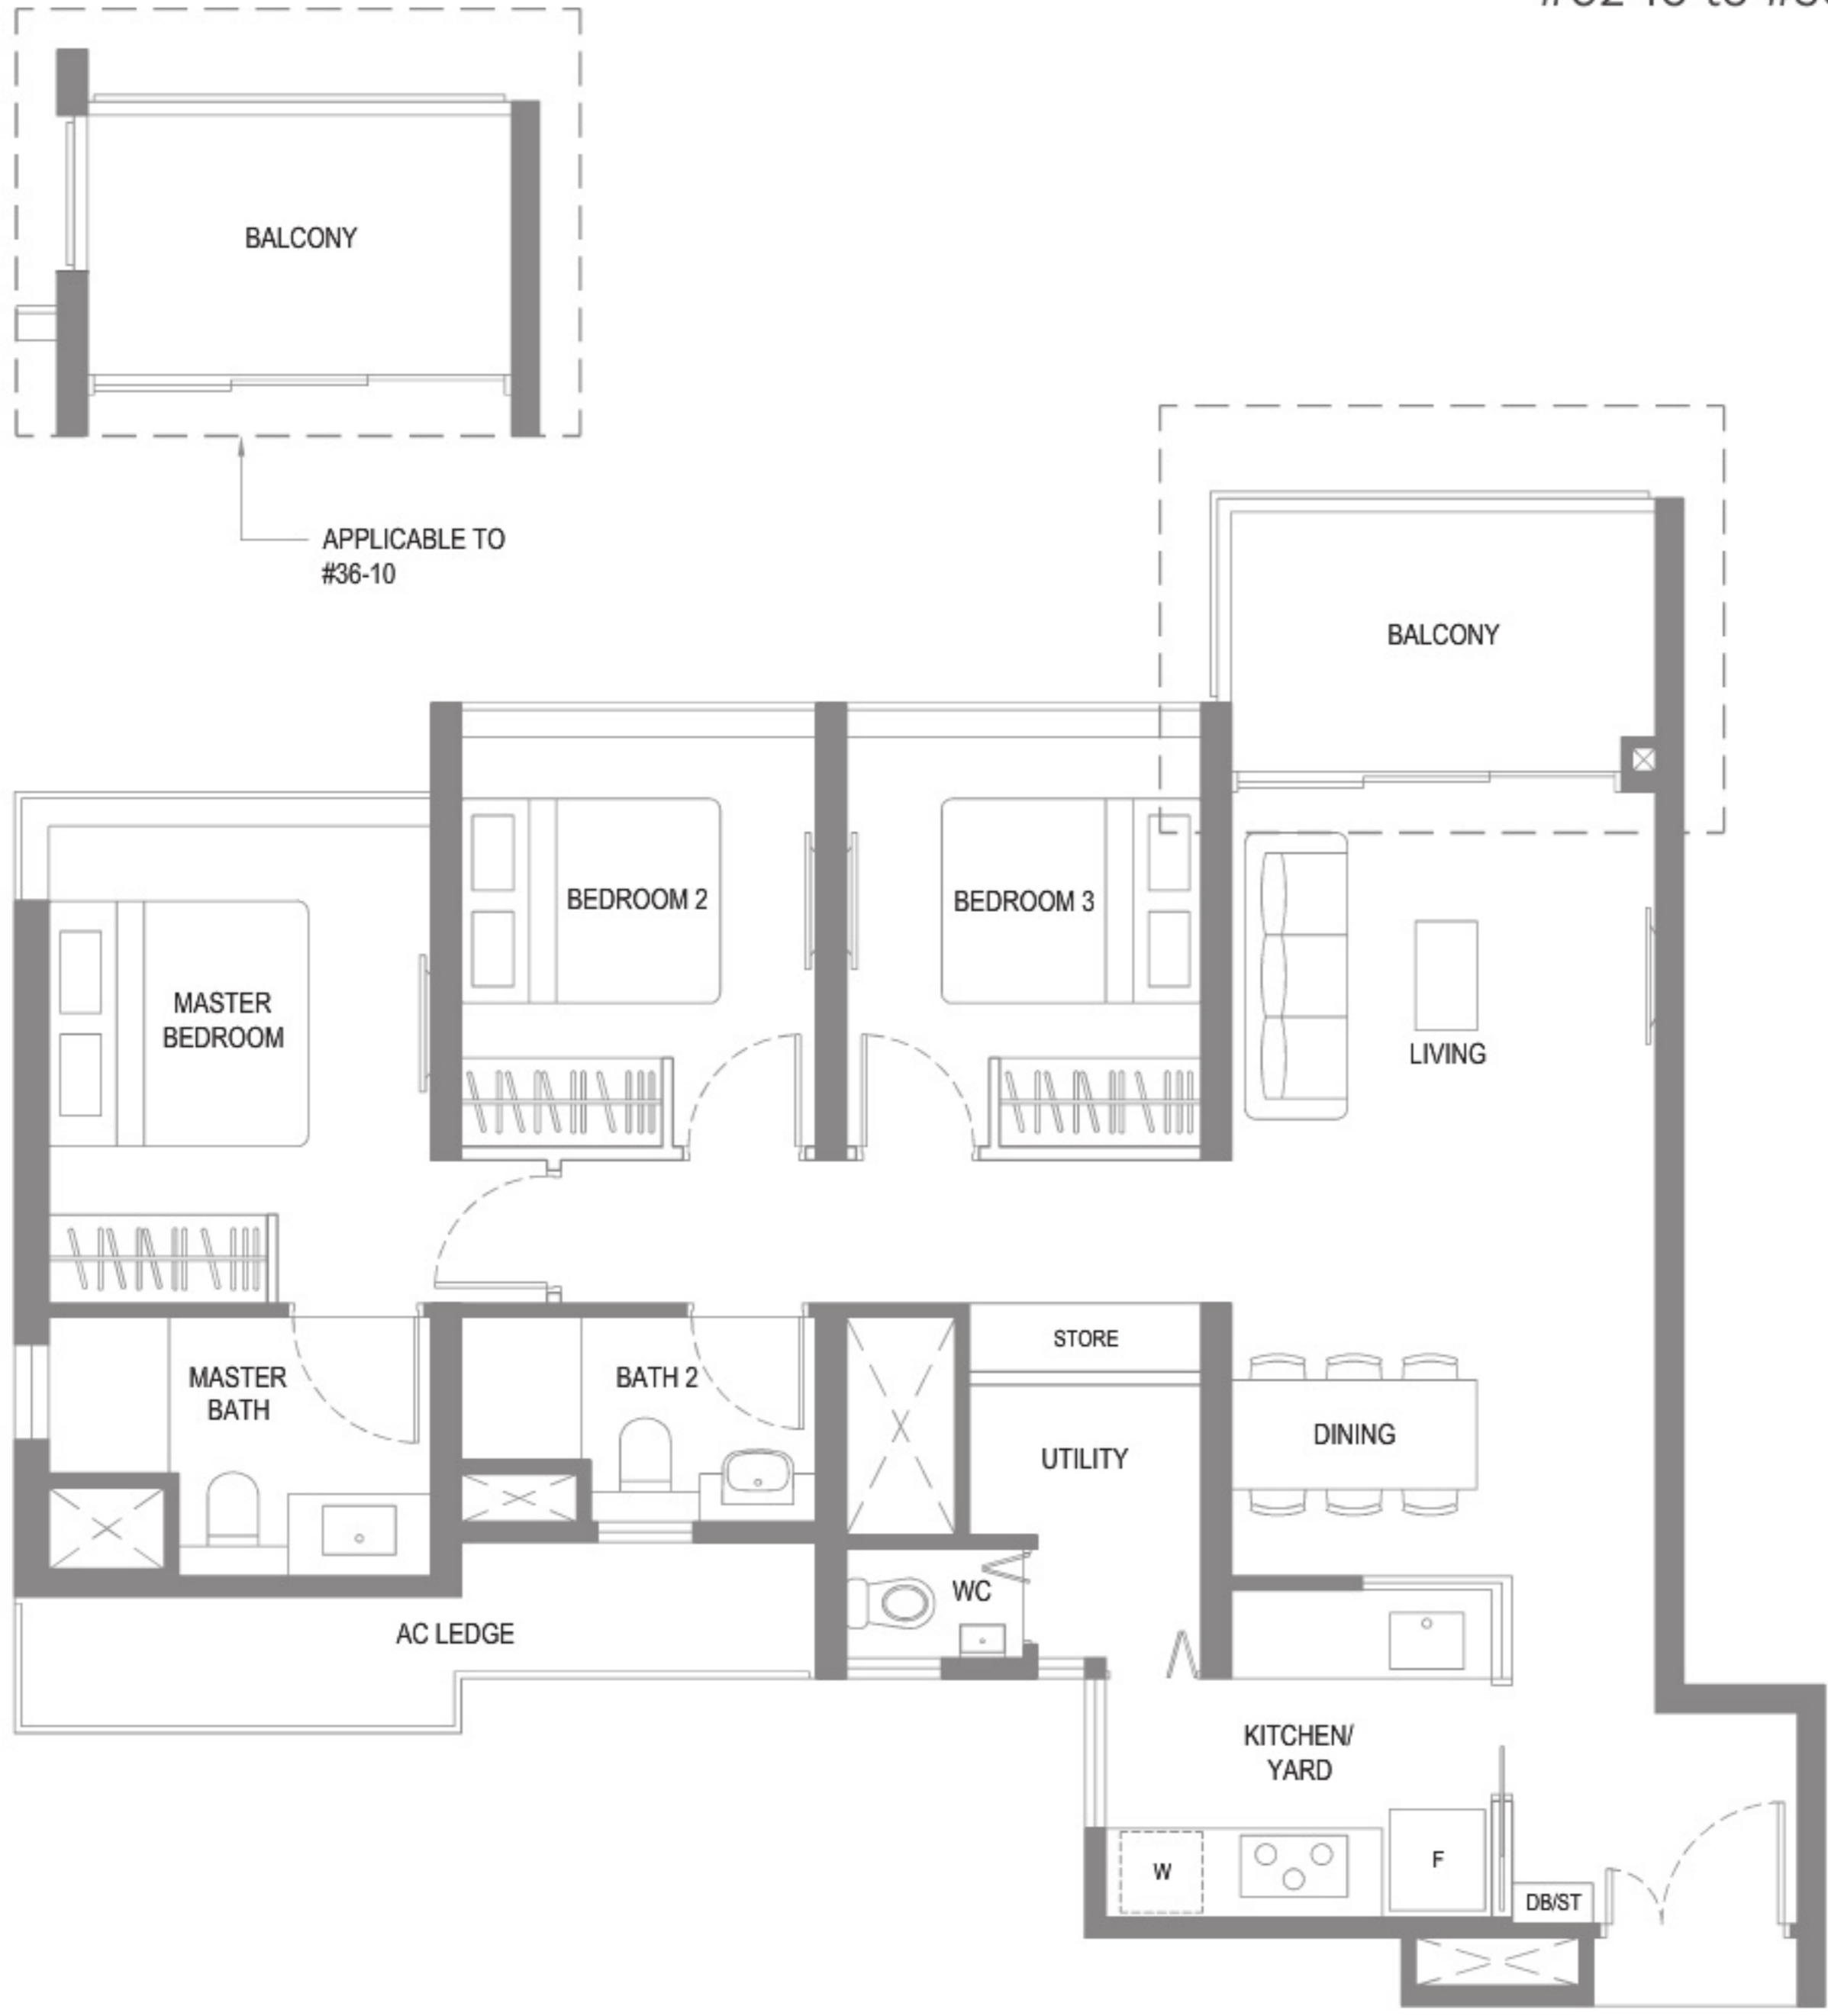 BALCONY
APPLICABLE TO
#36-10
BALCONY
BEDROOM 2
BEDROOM 3
MASTER
BEDROOM
LIVING
STORE
MASTER
BATH
BATH 2
DINING
UTILITY
WC
AC LEDGE
KITCHEN/
YARD
W
F
DB/ST